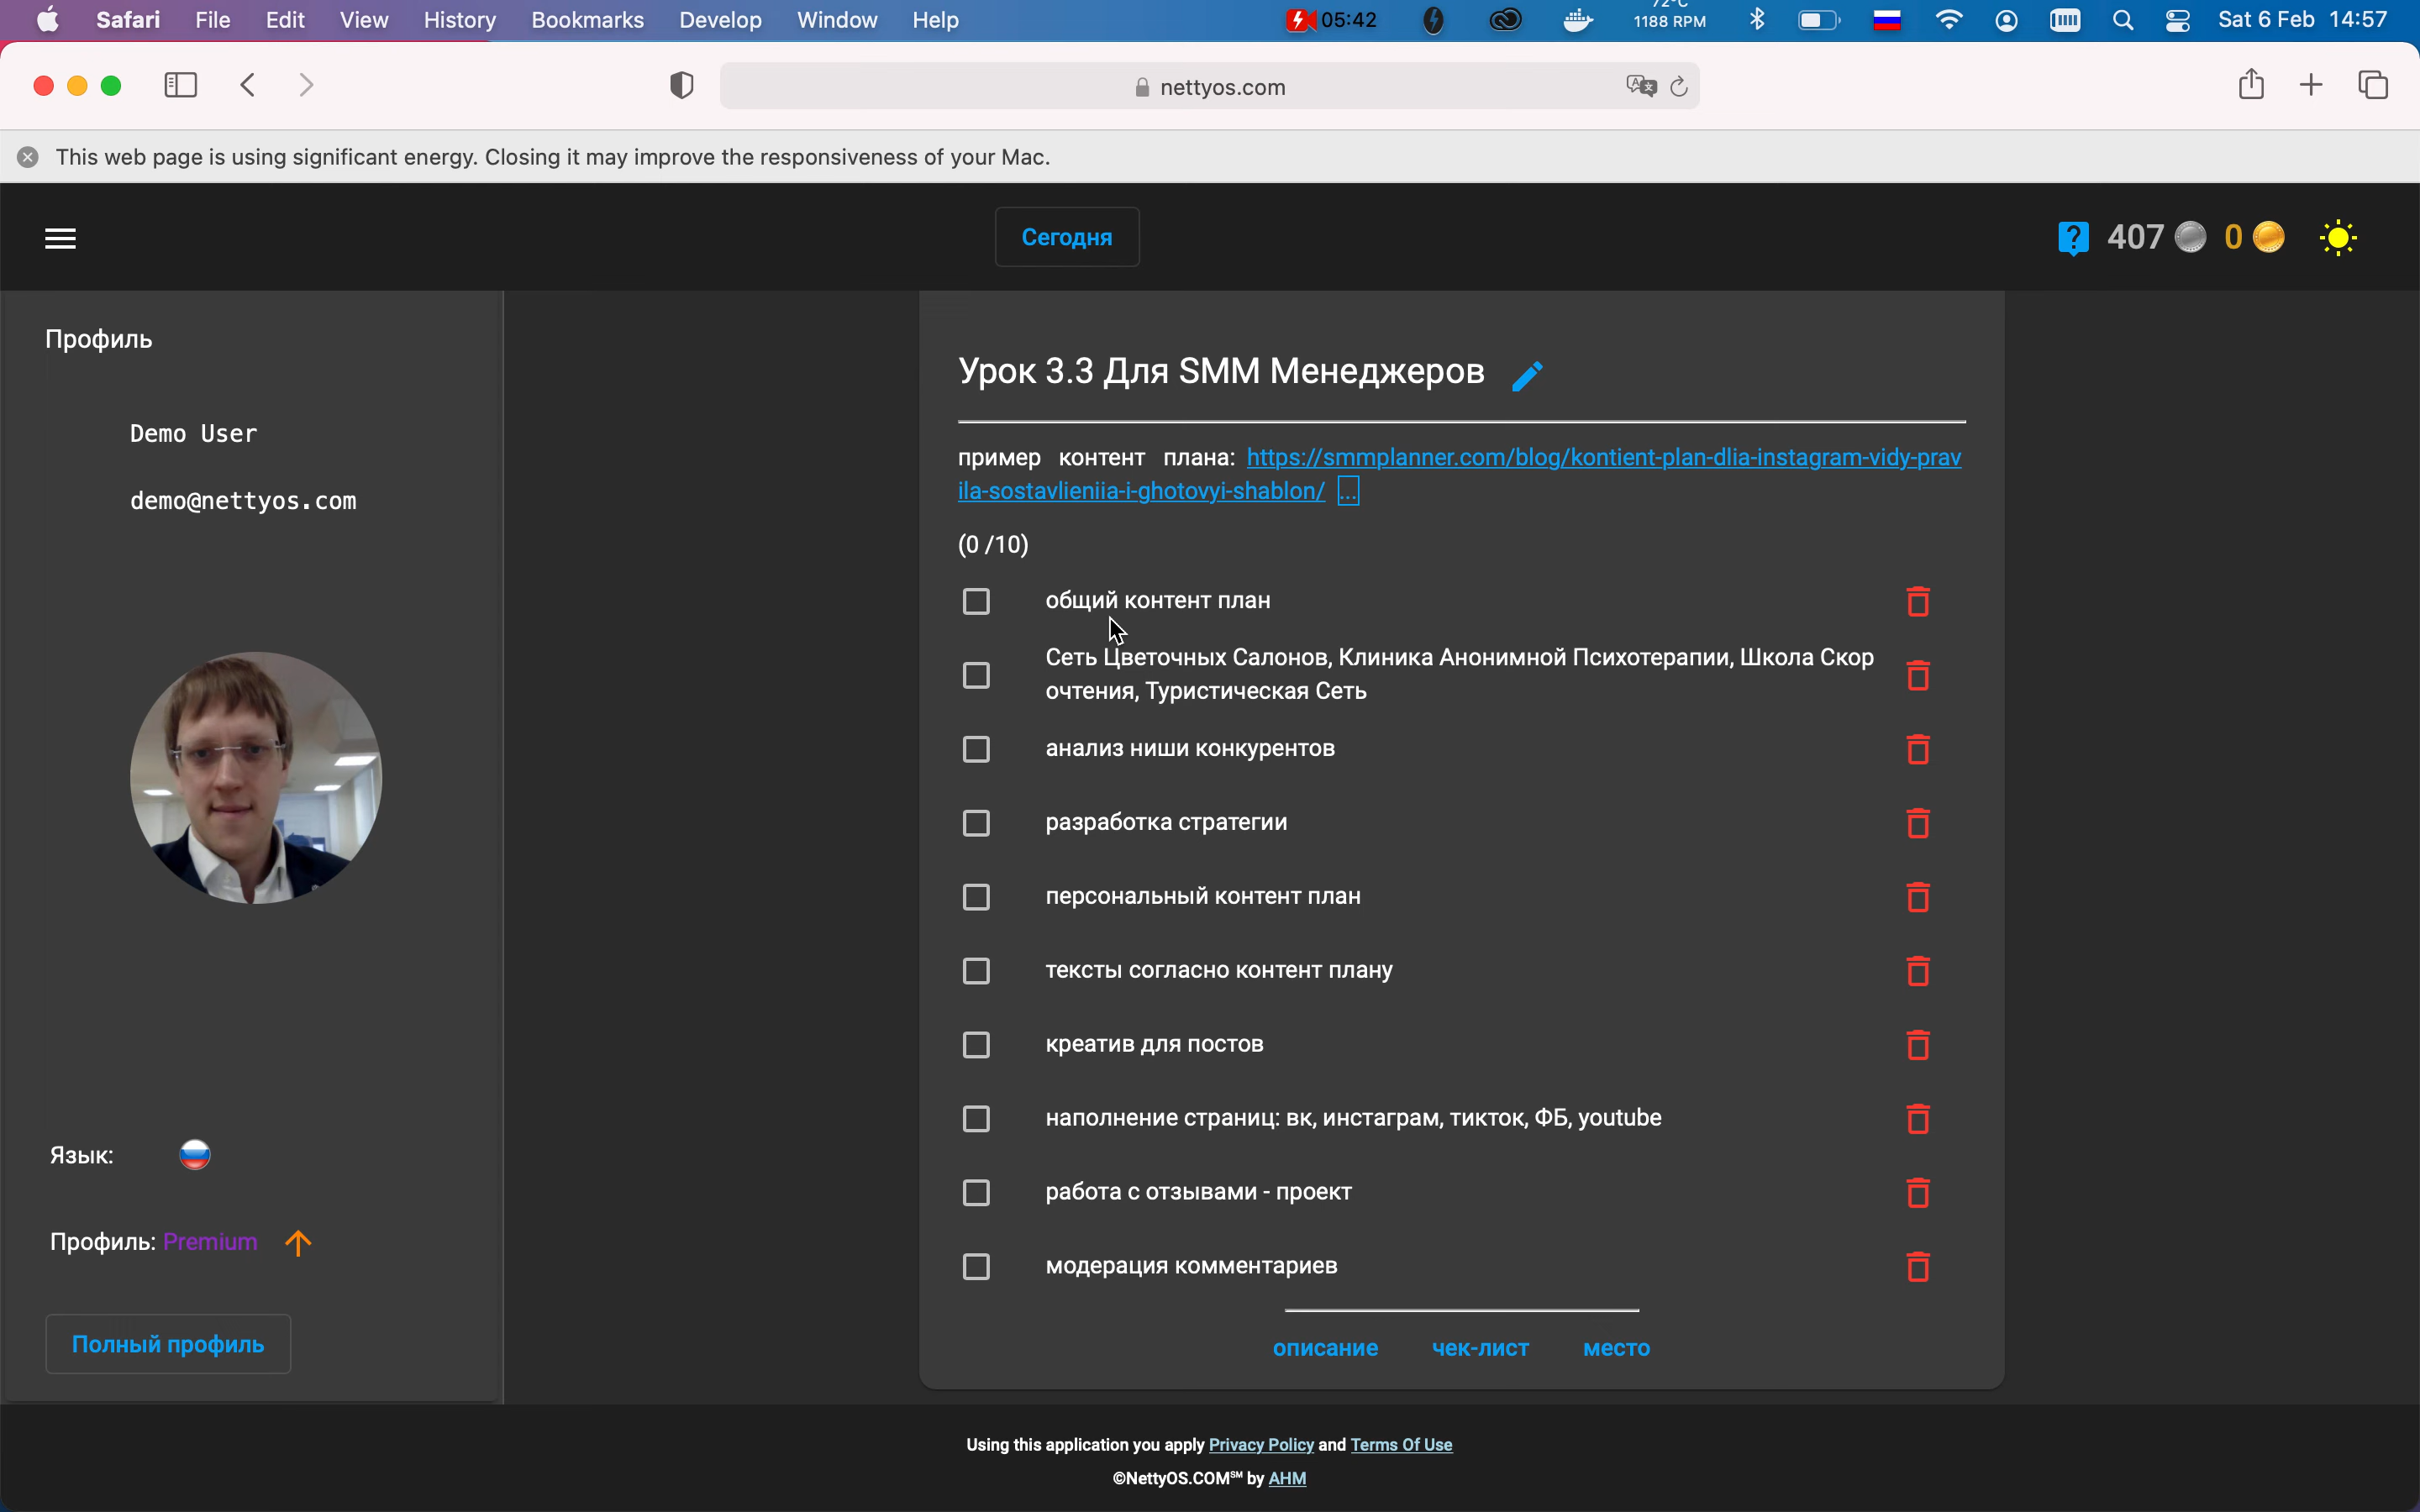 Safari File Edit View History Bookmarks Develop Window Help 05:42 72°C 1188 RPM Sat 6 Feb 14:57
nettyos.com
This web page is using significant energy. Closing it may improve the responsiveness of your Mac.
Сегодня
? 407 0
Профиль
Demo User
demo@nettyos.com
Язык:
Профиль: Premium
Полный профиль
Урок 3.3 Для SMM Менеджеров
пример контент плана: https://smmplanner.com/blog/kontient-plan-dlia-instagram-vidy-prav
ila-sostavlieniia-i-ghotovyi-shablon/ ...
(0 /10)
общий контент план
Сеть Цветочных Салонов, Клиника Анонимной Психотерапии, Школа Скор
очтения, Туристическая Сеть
анализ ниши конкурентов
разработка стратегии
персональный контент план
тексты согласно контент плану
креатив для постов
наполнение страниц: вк, инстаграм, тикток, ФБ, youtube
работа с отзывами - проект
модерация комментариев
описание чек-лист место
Using this application you apply Privacy Policy and Terms Of Use
©NettyOS.COM℠ by AHM